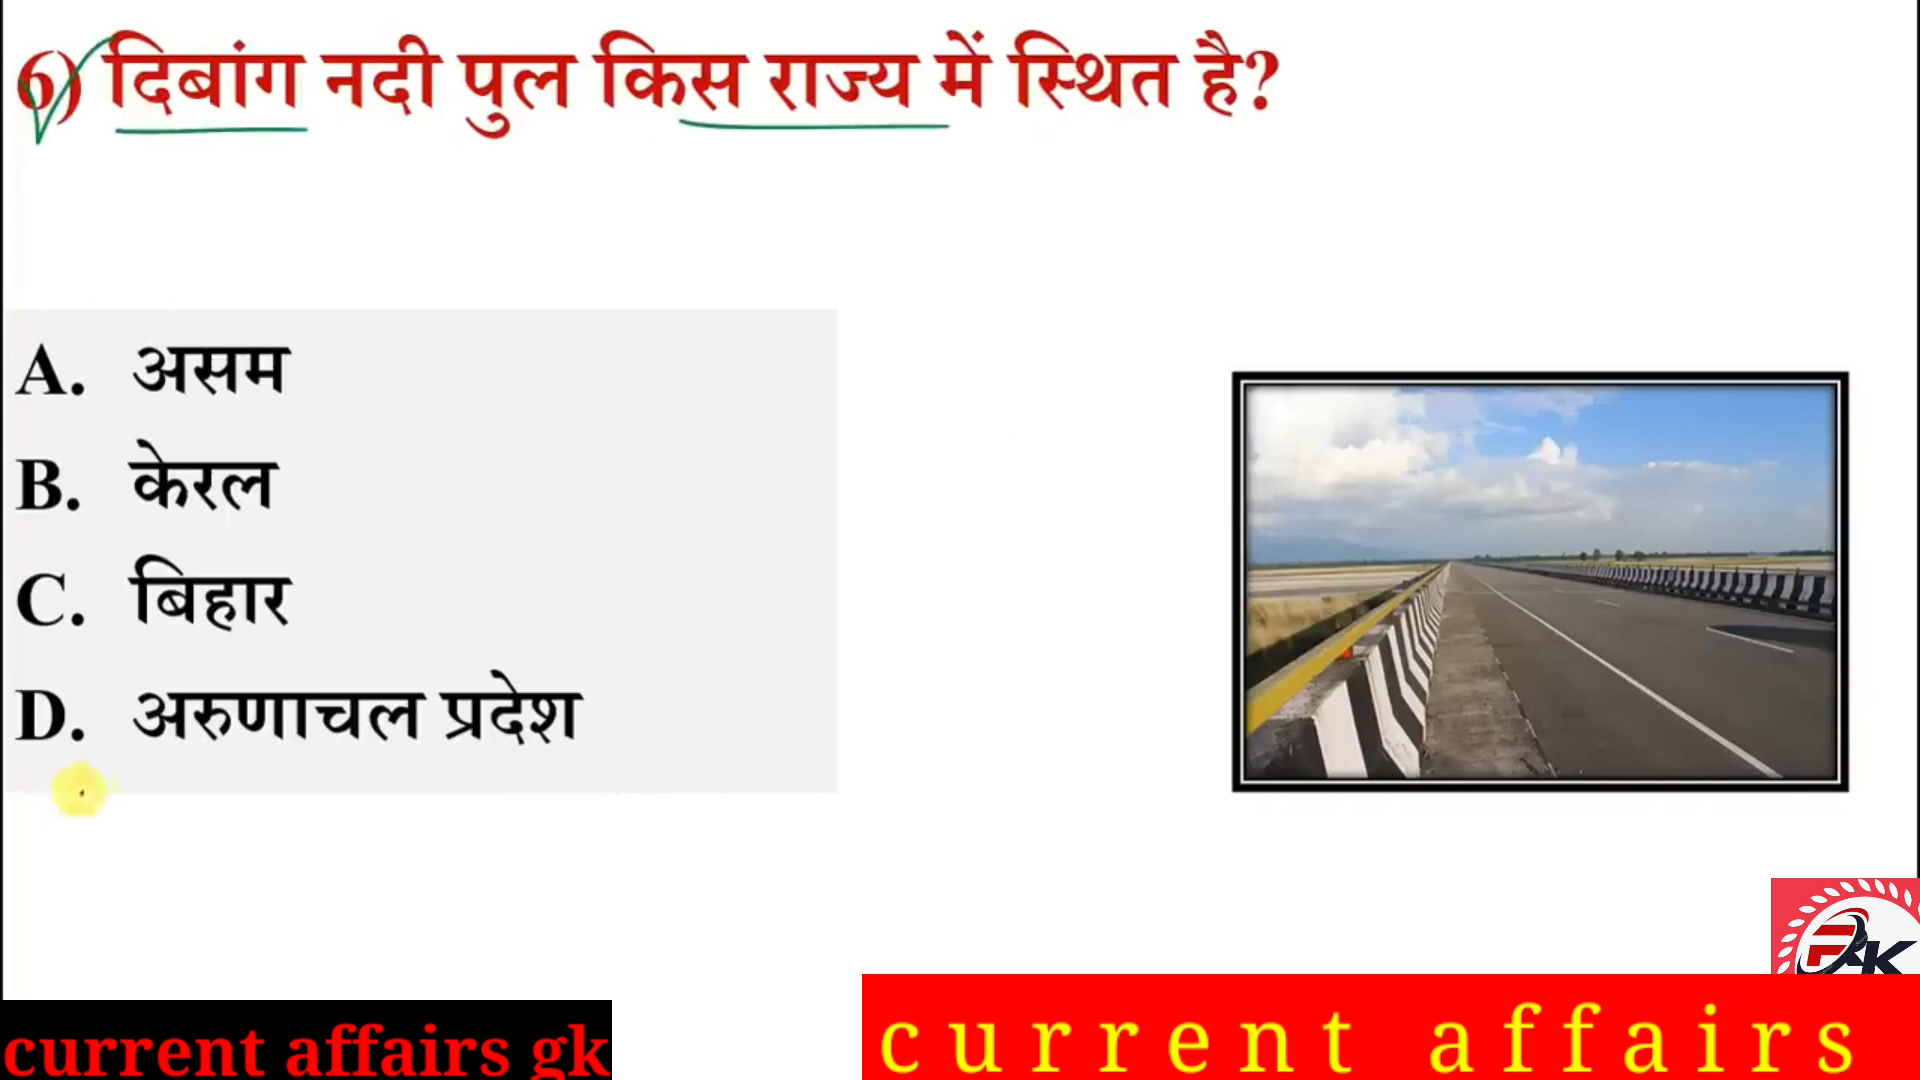 6) दिबांग नदी पुल किस राज्य में स्थित है?
A. असम
B. केरल
C. बिहार
D. अरुणाचल प्रदेश
current affairs gk
current affairs